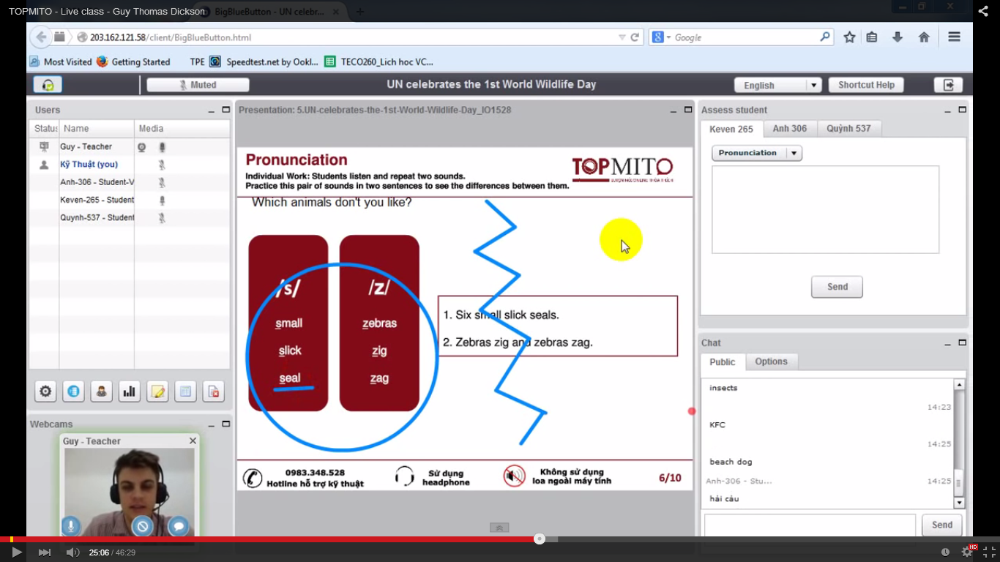 TOPMITO - Live class - Guy Thomas Dickson
BigBlueButton - UN celebr...
203.162.121.58/client/BigBlueButton.html
Google
Most Visited
Getting Started
TPE
Speedtest.net by Ookl...
TECO260_Lich hoc VC...
Muted
UN celebrates the 1st World Wildlife Day
English
Shortcut Help
Users
Status
Name
Media
Guy - Teacher
Kỹ Thuật (you)
Anh-306 - Student-V
Keven-265 - Student
Quynh-537 - Student
Webcams
Guy - Teacher
Presentation: 5.UN-celebrates-the-1st-World-Wildlife-Day_IO1528
Pronunciation
Individual Work: Students listen and repeat two sounds.
Practice this pair of sounds in two sentences to see the differences between them.
TOPMITO
Which animals don't you like?
/s/
small
slick
seal
/z/
zebras
zig
zag
1. Six small slick seals.
2. Zebras zig and zebras zag.
0983.348.528
Hotline hỗ trợ kỹ thuật
Sử dụng
headphone
Không sử dụng
loa ngoài máy tính
6/10
Assess student
Keven 265
Anh 306
Quỳnh 537
Pronunciation
Send
Chat
Public
Options
insects
14:23
KFC
14:25
beach dog
Anh-306 - Stu...
14:25
hải cẩu
Send
25:06 / 46:29
HD